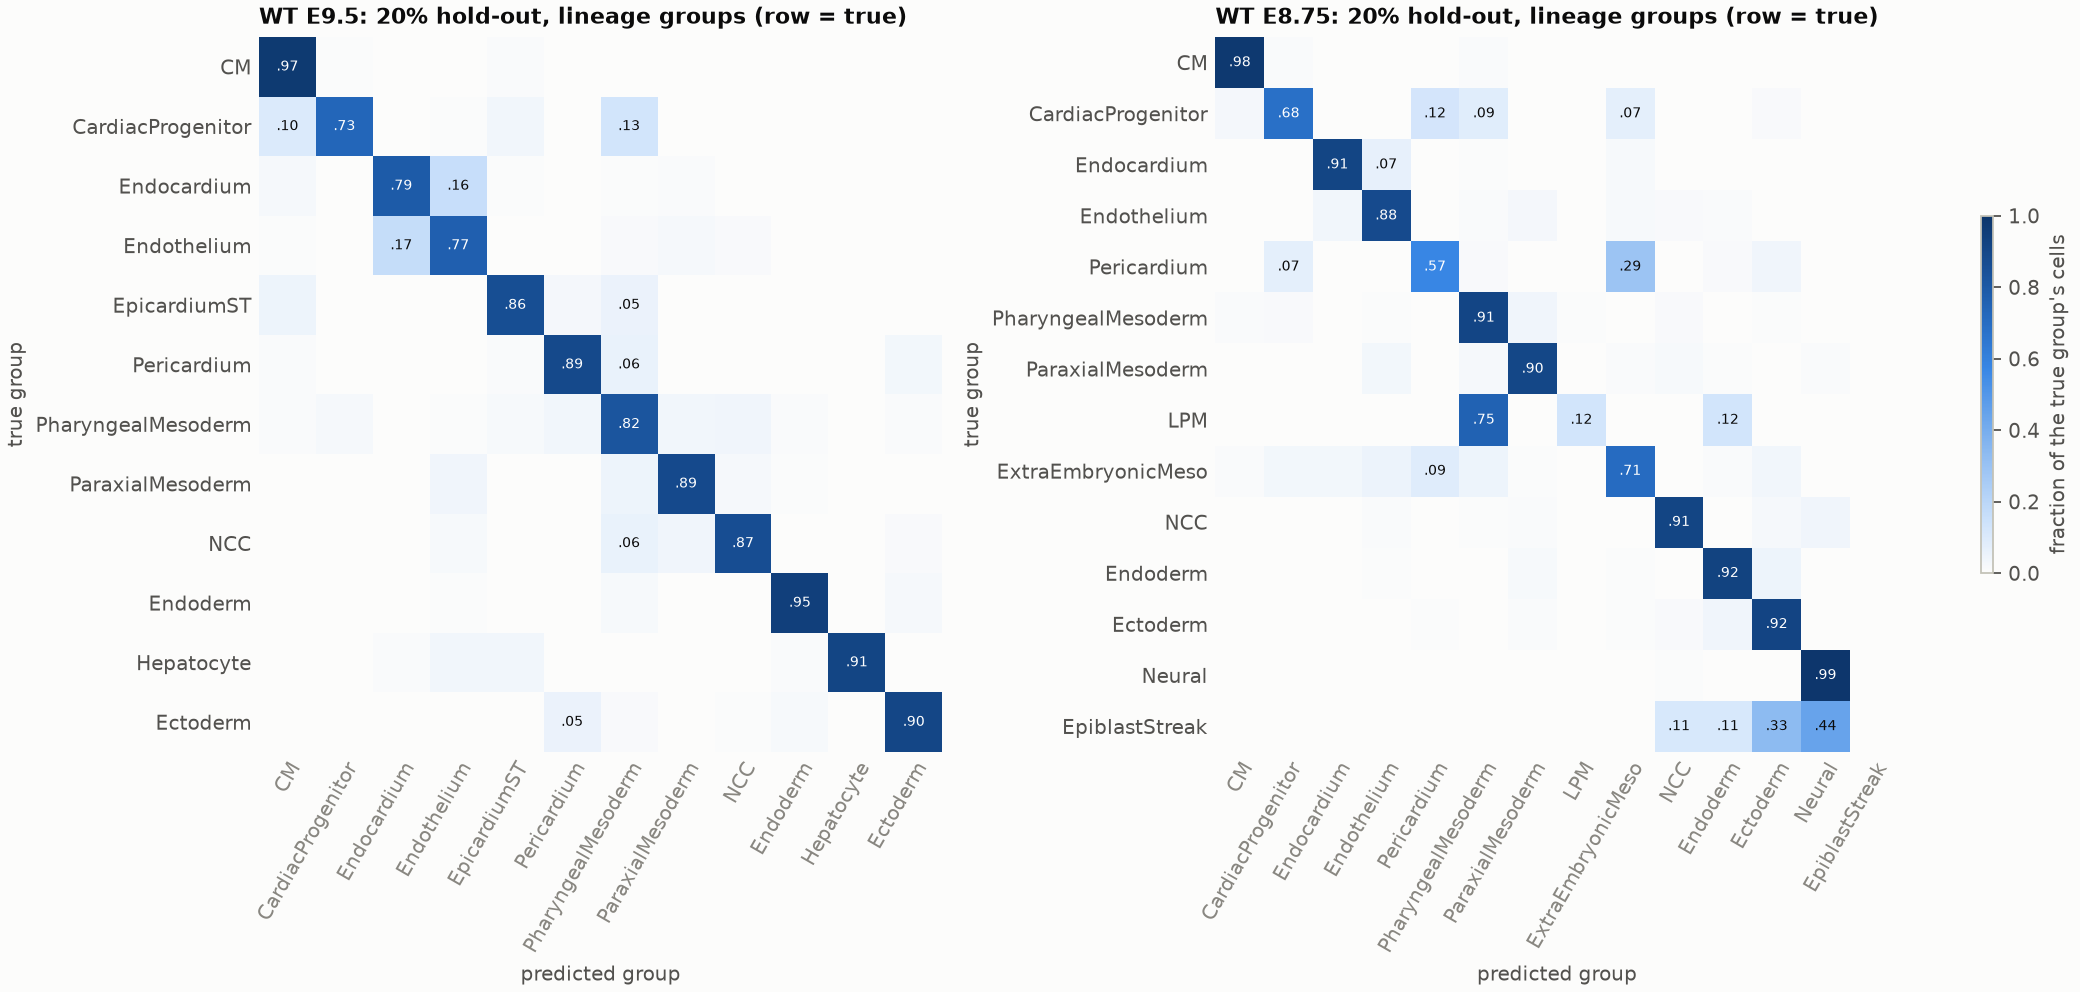 WT E9.5: 20% hold-out, lineage groups (row = true)
true group
CM .97
CardiacProgenitor .10 .73 .13
Endocardium .79 .16
Endothelium .17 .77
EpicardiumST .86 .05
Pericardium .89 .06
PharyngealMesoderm .82
ParaxialMesoderm .89
NCC .06 .87
Endoderm .95
Hepatocyte .91
Ectoderm .05 .90
CM
CardiacProgenitor
Endocardium
Endothelium
EpicardiumST
Pericardium
PharyngealMesoderm
ParaxialMesoderm
NCC
Endoderm
Hepatocyte
Ectoderm
predicted group
WT E8.75: 20% hold-out, lineage groups (row = true)
true group
CM .98
CardiacProgenitor .68 .12 .09 .07
Endocardium .91 .07
Endothelium .88
Pericardium .07 .57 .29
PharyngealMesoderm .91
ParaxialMesoderm .90
LPM .75 .12 .12
ExtraEmbryonicMeso .09 .71
NCC .91
Endoderm .92
Ectoderm .92
Neural .99
EpiblastStreak .11 .11 .33 .44
CM
CardiacProgenitor
Endocardium
Endothelium
Pericardium
PharyngealMesoderm
ParaxialMesoderm
LPM
ExtraEmbryonicMeso
NCC
Endoderm
Ectoderm
Neural
EpiblastStreak
predicted group
1.0
0.8
0.6
0.4
0.2
0.0
fraction of the true group's cells